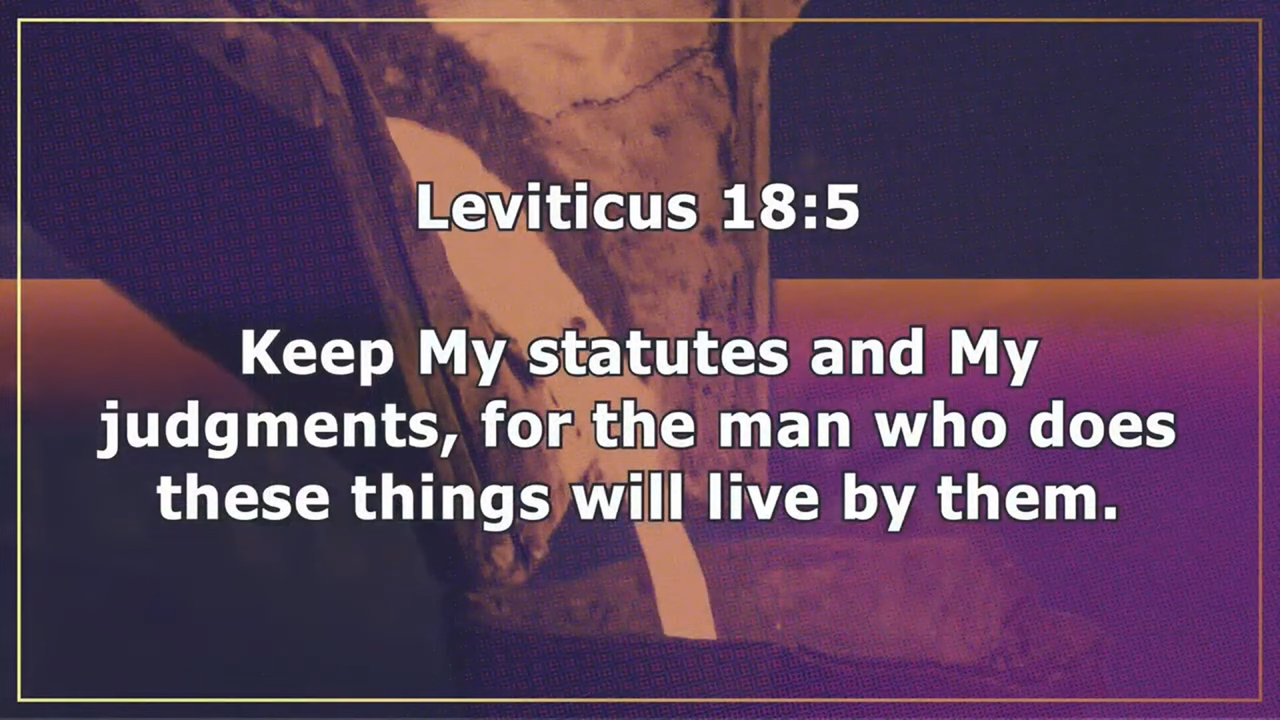 Leviticus 18:5
Keep My statutes and My
judgments, for the man who does
these things will live by them.